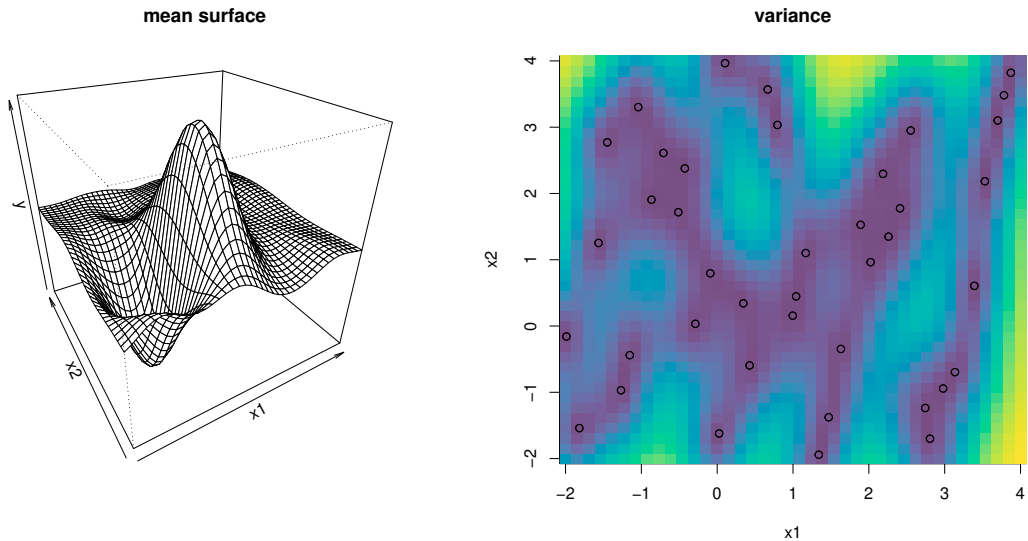 mean surface
y
x2
x1
variance
4
3
2
1
0
−1
−2
x2
−2 −1 0 1 2 3 4
x1